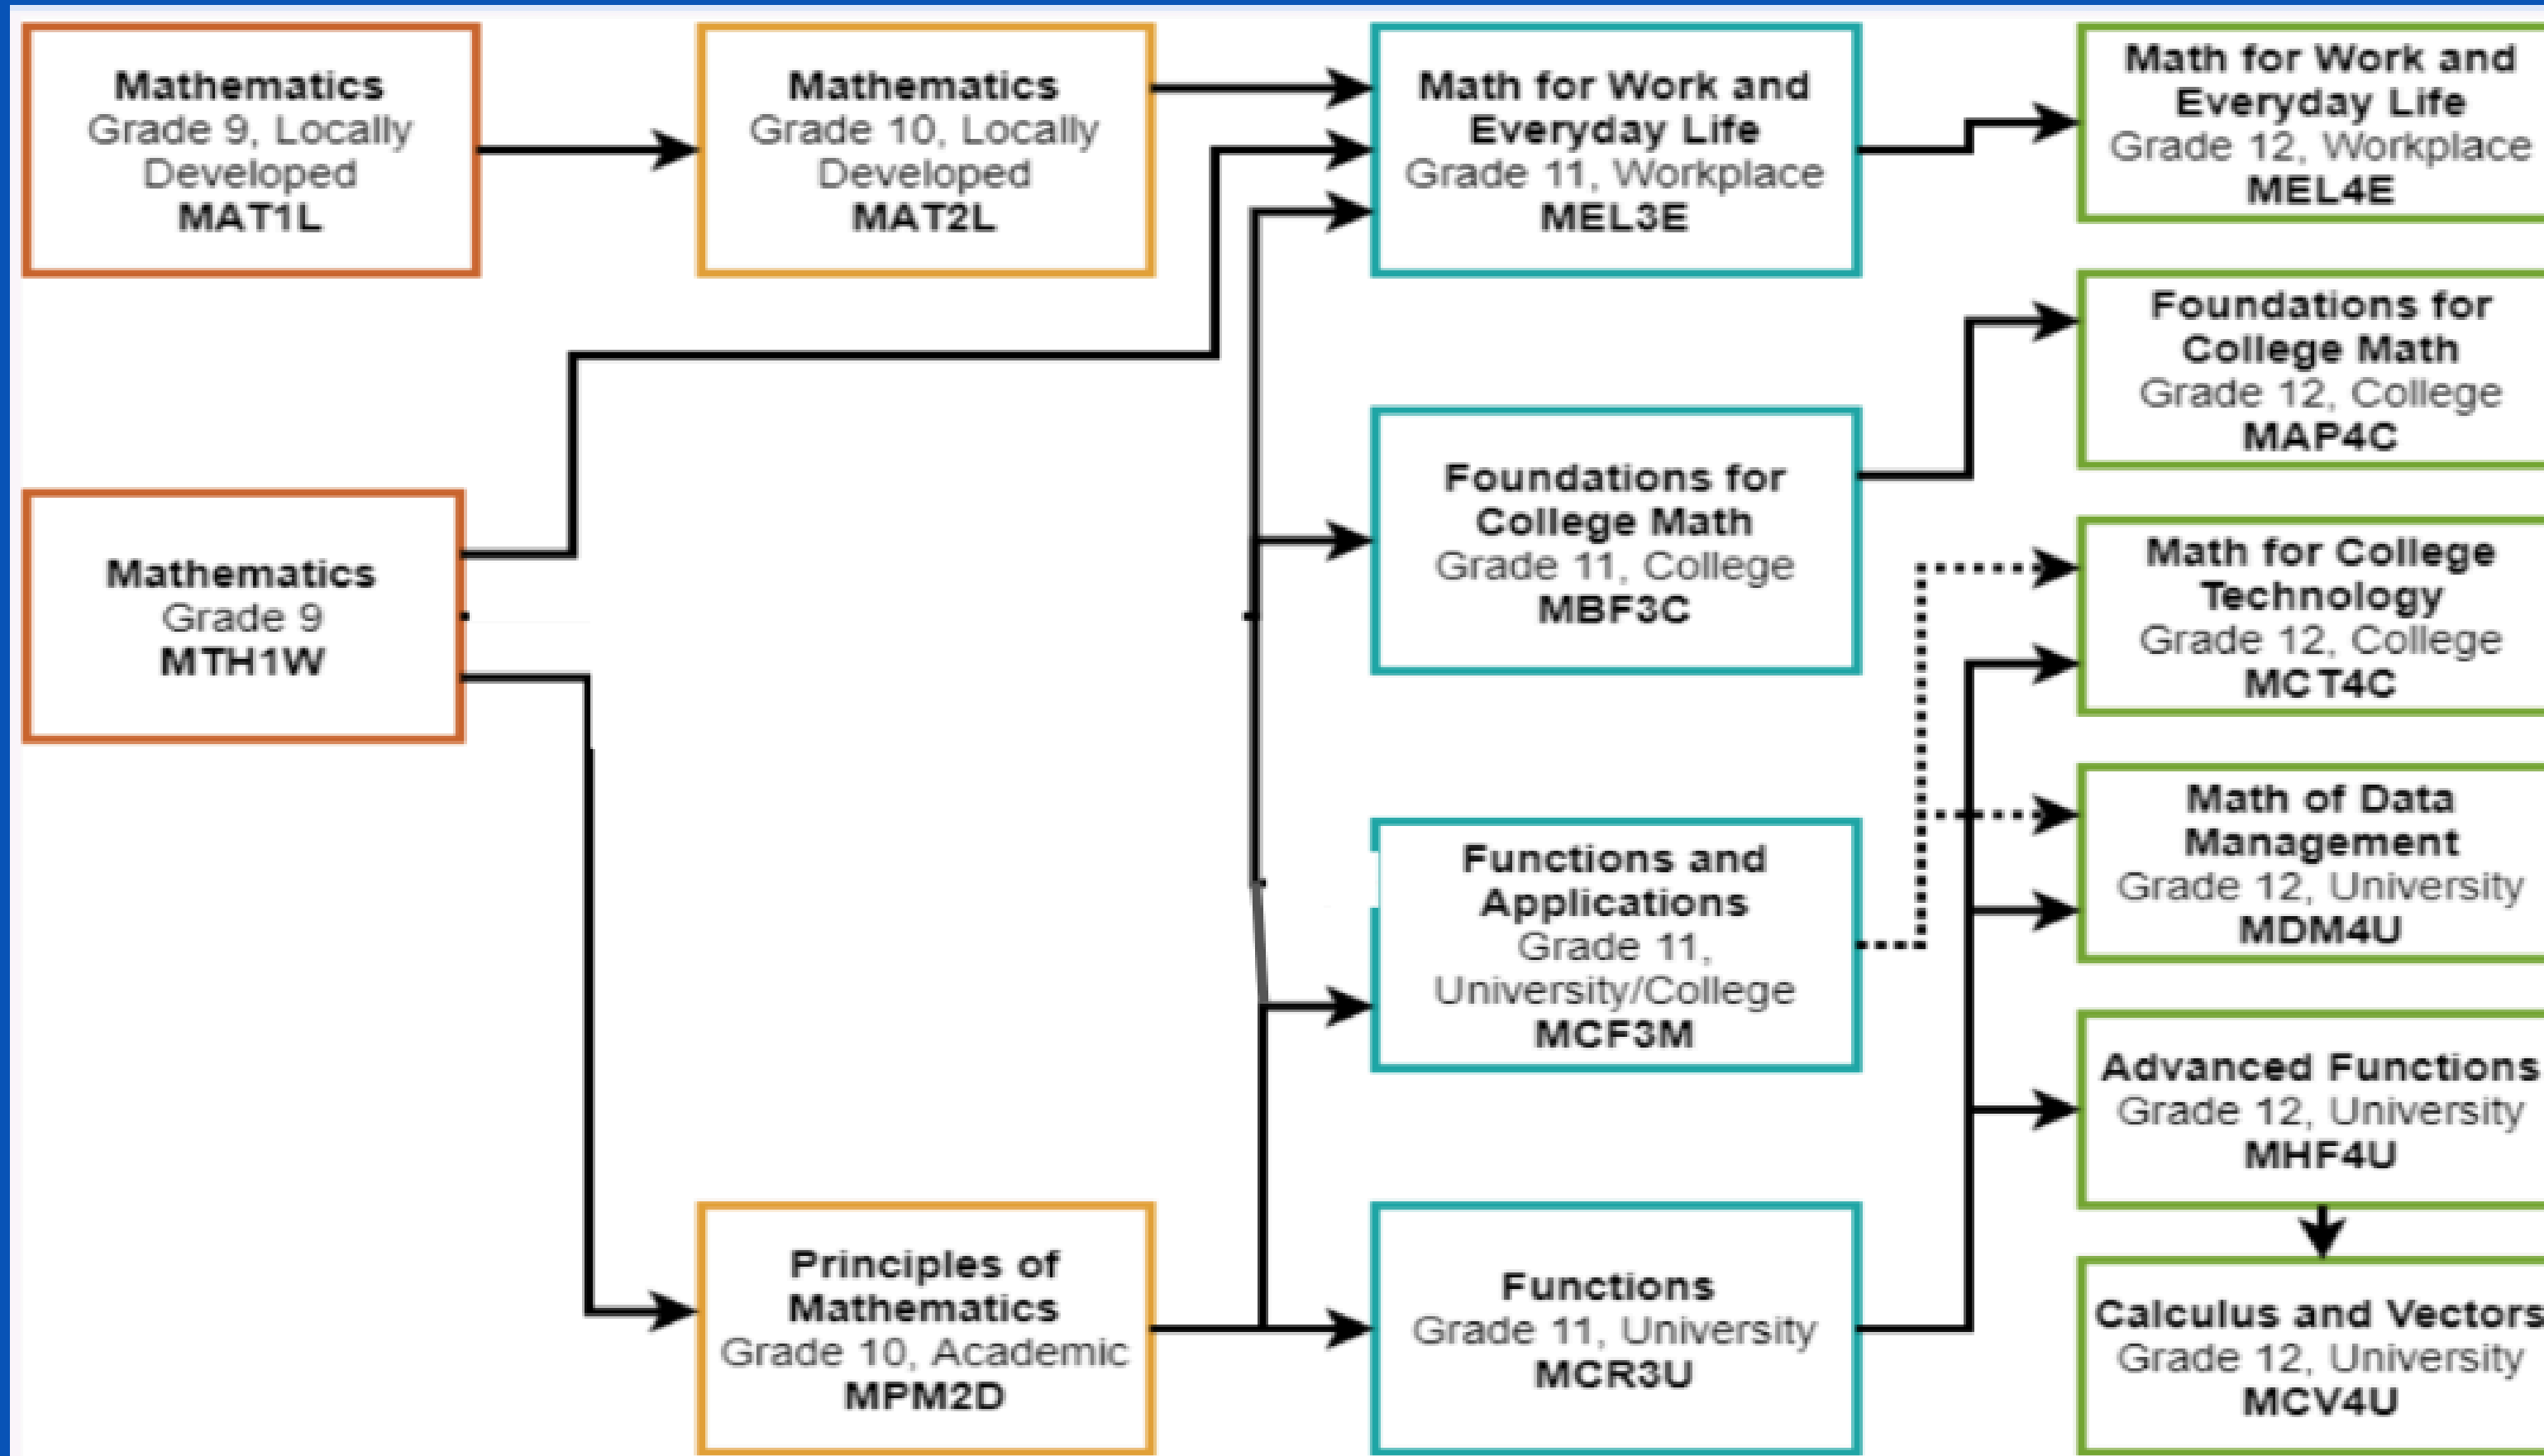 Mathematics
Grade 9, Locally
Developed
MAT1L
Mathematics
Grade 10, Locally
Developed
MAT2L
Math for Work and
Everyday Life
Grade 11, Workplace
MEL3E
Math for Work and
Everyday Life
Grade 12, Workplace
MEL4E
Foundations for
College Math
Grade 12, College
MAP4C
Mathematics
Grade 9
MTH1W
Foundations for
College Math
Grade 11, College
MBF3C
Math for College
Technology
Grade 12, College
MCT4C
Functions and
Applications
Grade 11,
University/College
MCF3M
Math of Data
Management
Grade 12, University
MDM4U
Advanced Functions
Grade 12, University
MHF4U
Principles of
Mathematics
Grade 10, Academic
MPM2D
Functions
Grade 11, University
MCR3U
Calculus and Vectors
Grade 12, University
MCV4U